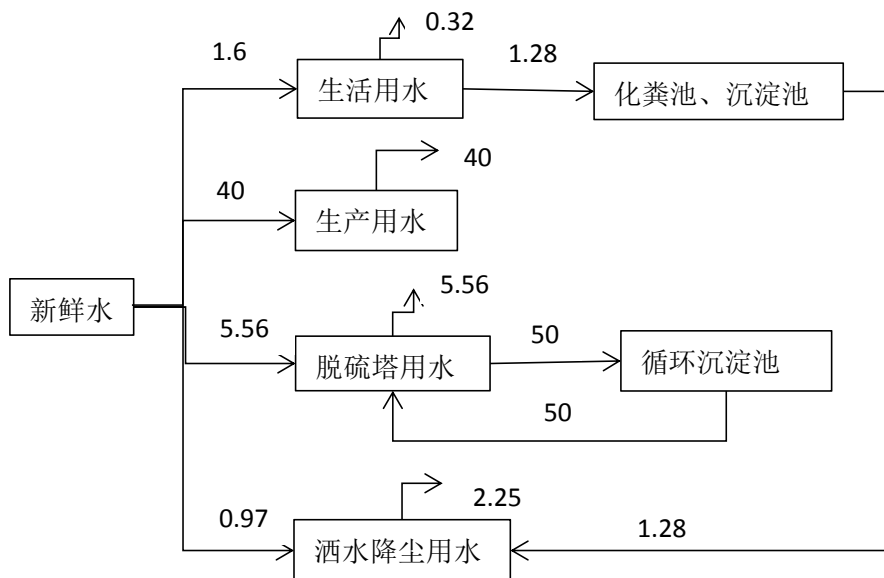 0.32
1.6
1.28
生活用水
化粪池、沉淀池
40
40
生产用水
新鲜水
5.56
5.56
50
脱硫塔用水
循环沉淀池
50
2.25
0.97
1.28
洒水降尘用水